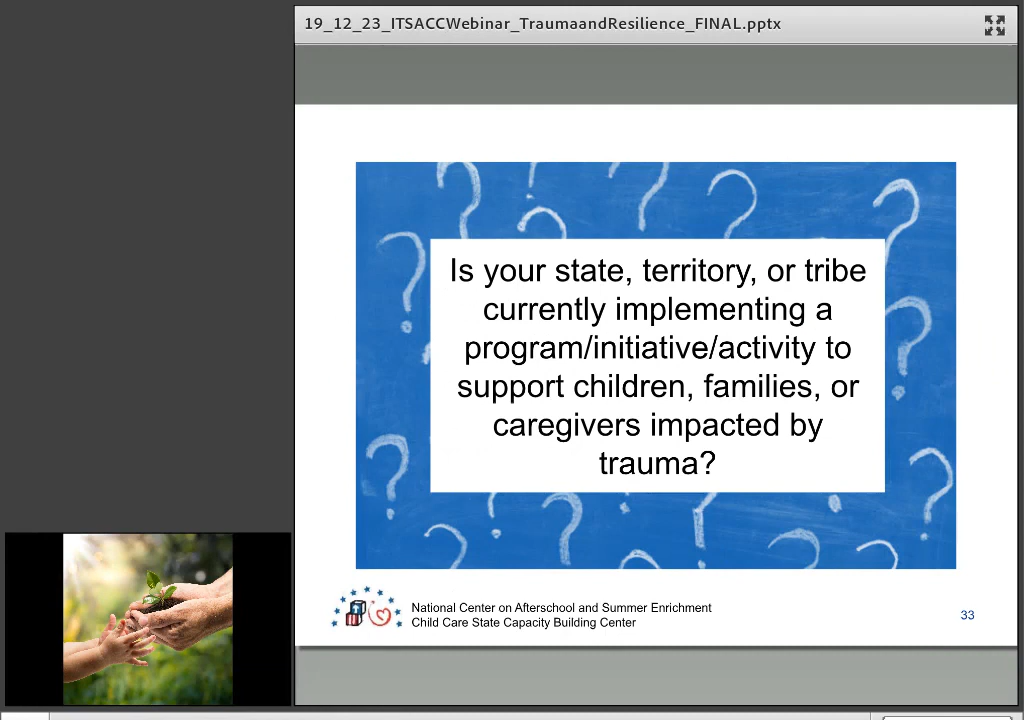 19_12_23_ITSACCWebinar_TraumaandResilience_FINAL.pptx
Is your state, territory, or tribe
currently implementing a
program/initiative/activity to
support children, families, or
caregivers impacted by
trauma?
National Center on Afterschool and Summer Enrichment
Child Care State Capacity Building Center
33